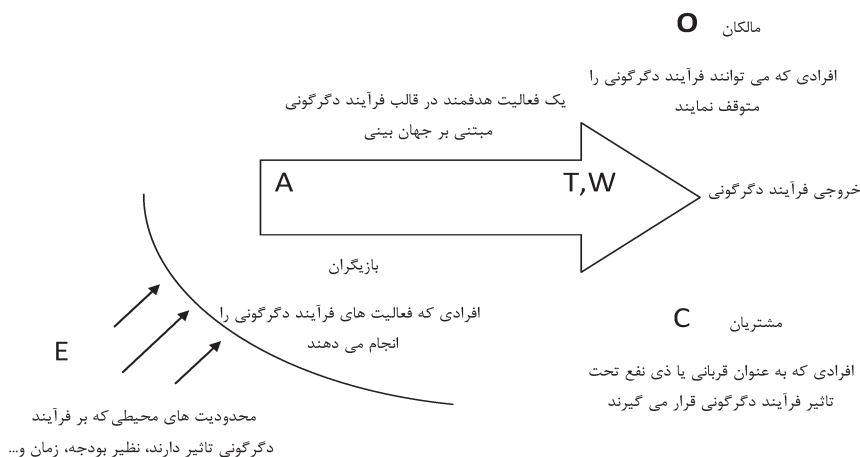 O مالکان
افرادی که می توانند فرآیند دگرگونی را
متوقف نمایند
یک فعالیت هدفمند در قالب فرآیند دگرگونی
مبتنی بر جهان بینی
A
T,W
خروجی فرآیند دگرگونی
بازیگران
افرادی که فعالیت های فرآیند دگرگونی را
انجام می دهند
C مشتریان
افرادی که به عنوان قربانی یا ذی نفع تحت
تاثیر فرآیند دگرگونی قرار می گیرند
E
محدودیت های محیطی که بر فرآیند
دگرگونی تاثیر دارند، نظیر بودجه، زمان و...